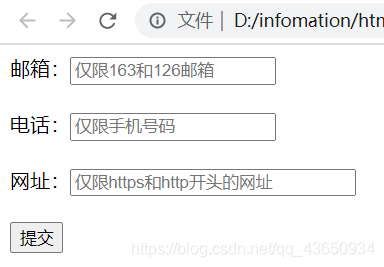 文件 | D:/infomation/htm
邮箱：仅限163和126邮箱
电话：仅限手机号码
网址：仅限https和http开头的网址
提交
https://blog.csdn.net/qq_43650934